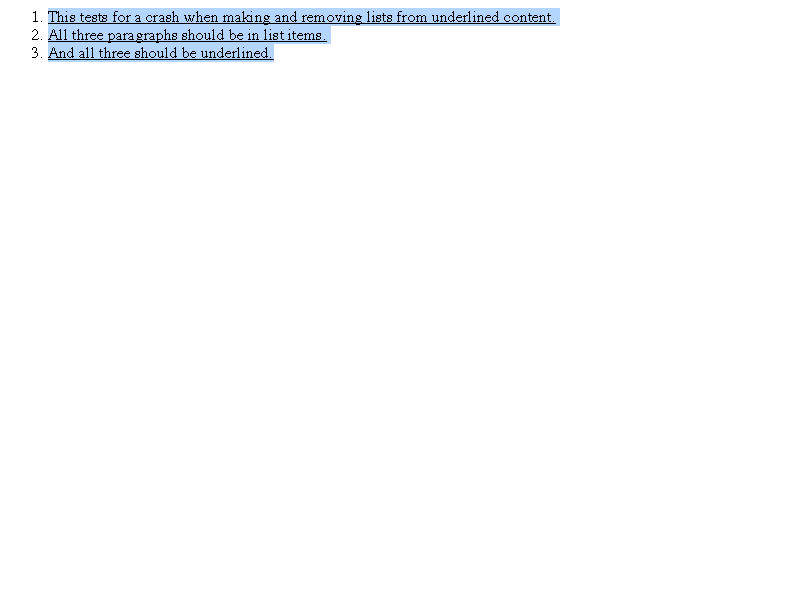 1. This tests for a crash when making and removing lists from underlined content.
2. All three paragraphs should be in list items.
3. And all three should be underlined.